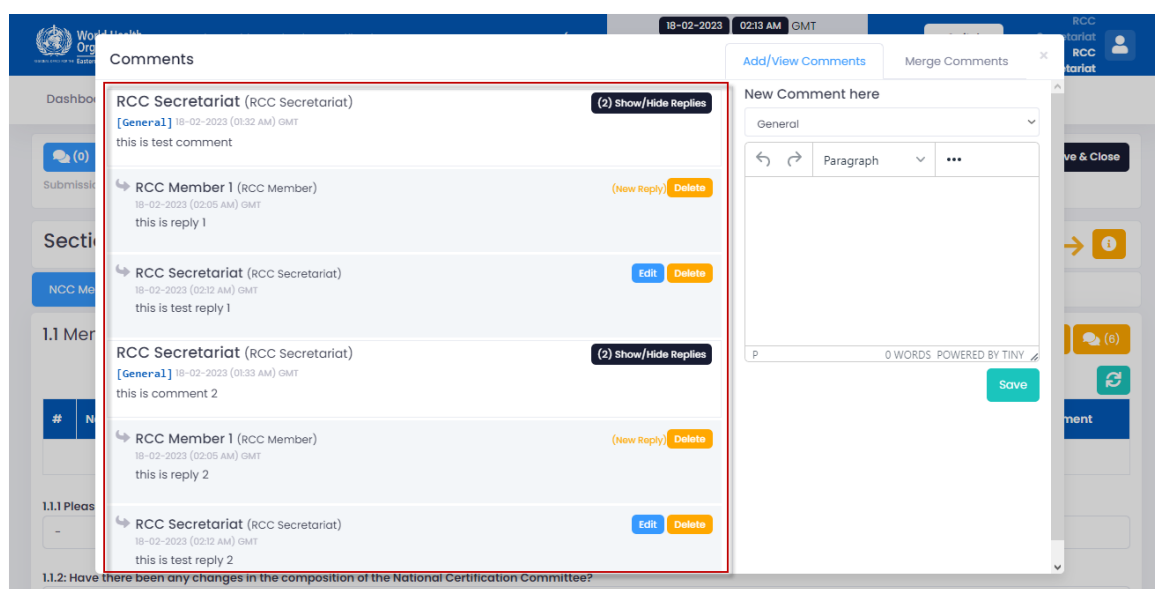 18-02-2023 02:13 AM GMT
RCC
RCC
Comments
Add/View Comments
Merge Comments
×
RCC Secretariat (RCC Secretariat)
(2) Show/Hide Replies
[General] 18-02-2023 (01:32 AM) GMT
this is test comment
RCC Member 1 (RCC Member)
(New Reply) Delete
18-02-2023 (02:05 AM) GMT
this is reply 1
RCC Secretariat (RCC Secretariat)
Edit Delete
18-02-2023 (02:12 AM) GMT
this is test reply 1
RCC Secretariat (RCC Secretariat)
(2) Show/Hide Replies
[General] 18-02-2023 (01:33 AM) GMT
this is comment 2
RCC Member 1 (RCC Member)
(New Reply) Delete
18-02-2023 (02:05 AM) GMT
this is reply 2
RCC Secretariat (RCC Secretariat)
Edit Delete
18-02-2023 (02:12 AM) GMT
this is test reply 2
New Comment here
General
Paragraph
P
0 WORDS POWERED BY TINY
Save
(0)
& Close
NCC
1.1
(6)
#
1.1.1
-
1.1.2: Have there been any changes in the composition of the National Certification Committee?